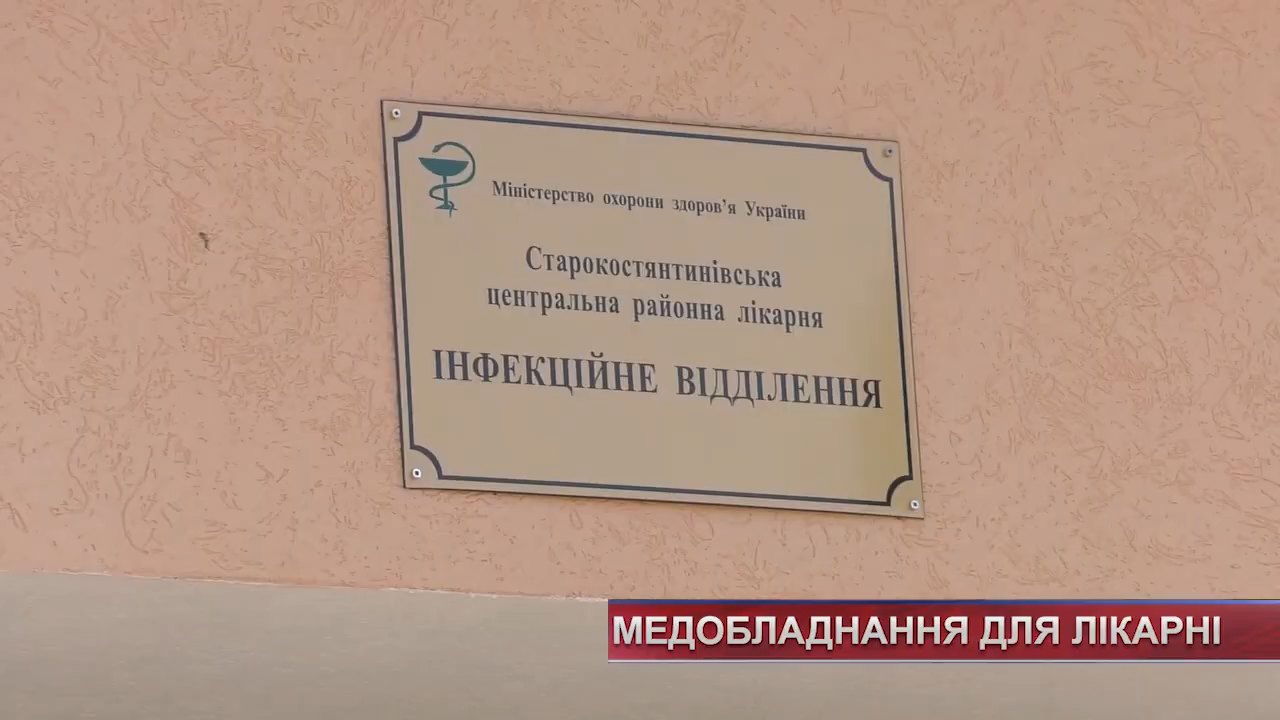 Міністерство охорони здоров'я України
Старокостянтинівська
центральна районна лікарня
ІНФЕКЦІЙНЕ ВІДДІЛЕННЯ
МЕДОБЛАДНАННЯ ДЛЯ ЛІКАРНІ